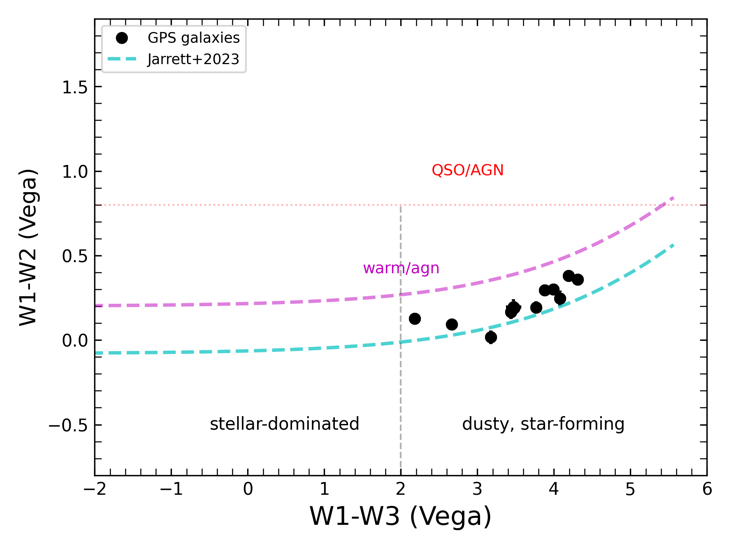 GPS galaxies
Jarrett+2023
1.5
1.0
0.5
0.0
−0.5
QSO/AGN
warm/agn
stellar-dominated
dusty, star-forming
−2 −1 0 1 2 3 4 5 6
W1-W3 (Vega)
W1-W2 (Vega)